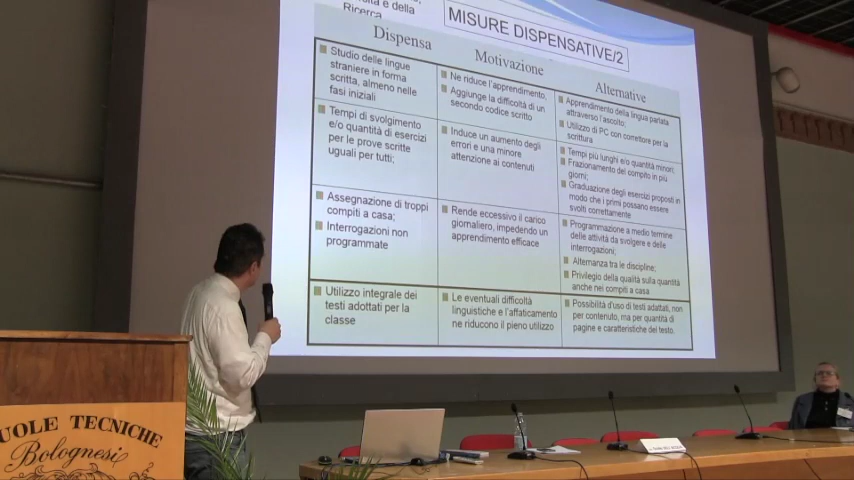 e della
Ricerca
MISURE DISPENSATIVE/2
Dispensa
Motivazione
Alternative
Studio delle lingue
straniere in forma
scritta, almeno nelle
fasi iniziali
Ne riduce l'apprendimento,
Aggiunge la difficoltà di un
secondo codice scritto
Apprendimento della lingua parlata
attraverso l'ascolto;
Utilizzo di PC con correttore per la
scrittura
Tempi di svolgimento
e/o quantità di esercizi
per le prove scritte
uguali per tutti;
Induce un aumento degli
errori e una minore
attenzione ai contenuti
Tempi più lunghi e/o quantità minori;
Frazionamento del compito in più
giorni;
Graduazione degli esercizi proposti in
modo che i primi possano essere
svolti correttamente
Assegnazione di troppi
compiti a casa;
Interrogazioni non
programmate
Rende eccessivo il carico
giornaliero, impedendo un
apprendimento efficace
Programmazione a medio termine
delle attività da svolgere e delle
interrogazioni;
Alternanza tra le discipline;
Privilegio della qualità sulla quantità
anche nei compiti a casa
Utilizzo integrale dei
testi adottati per la
classe
Le eventuali difficoltà
linguistiche e l'affaticamento
ne riducono il pieno utilizzo
Possibilità d'uso di testi adattati, non
per contenuto, ma per quantità di
pagine e caratteristiche del testo.
UOLE TECNICHE
Bolognesi